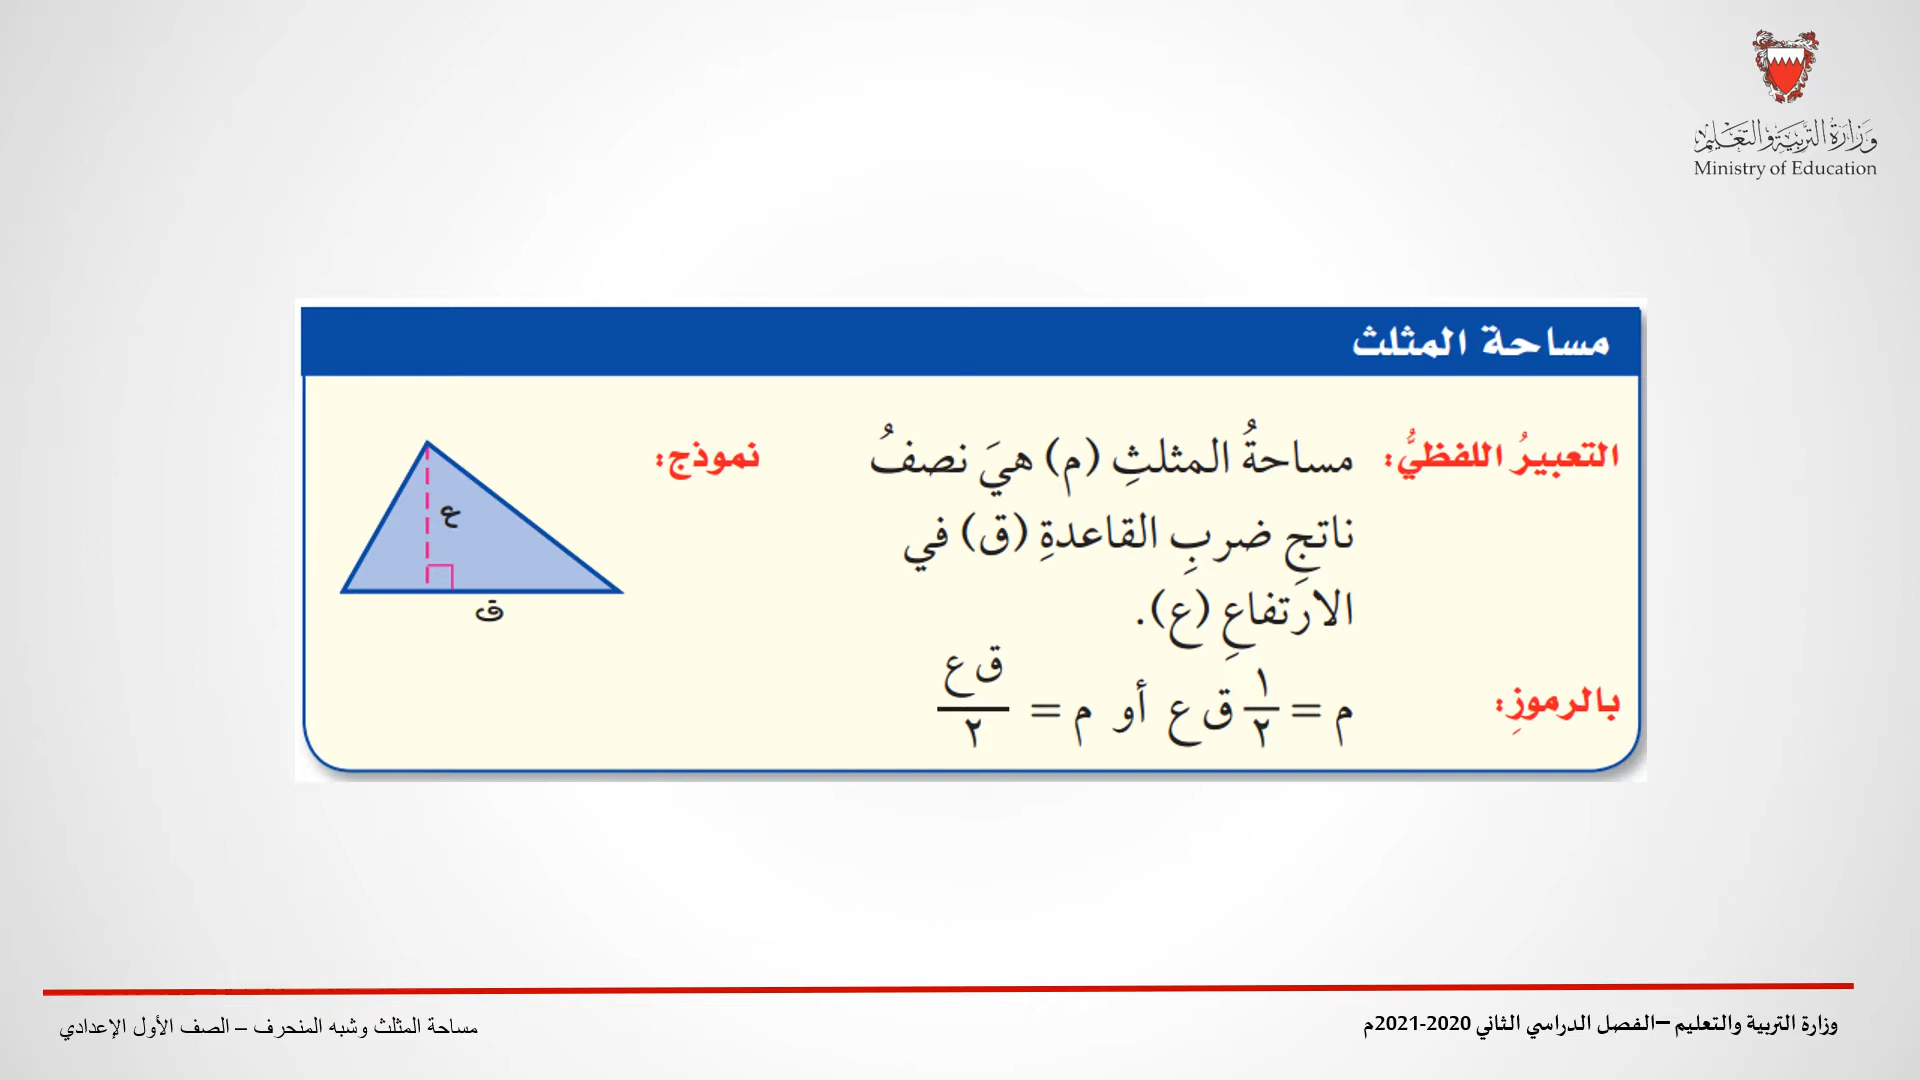 وزارة التربية والتعليم
Ministry of Education
مساحة المثلث
التعبيرُ اللفظيُّ: مساحةُ المثلثِ (م) هيَ نصفُ
ناتجِ ضربِ القاعدةِ (ق) في
الارتفاعِ (ع).
نموذج:
ع
ق
بالرموزِ: م = ١/٢ ق ع أو م = ق ع/٢
وزارة التربية والتعليم –الفصل الدراسي الثاني 2020-2021م
مساحة المثلث وشبه المنحرف – الصف الأول الإعدادي